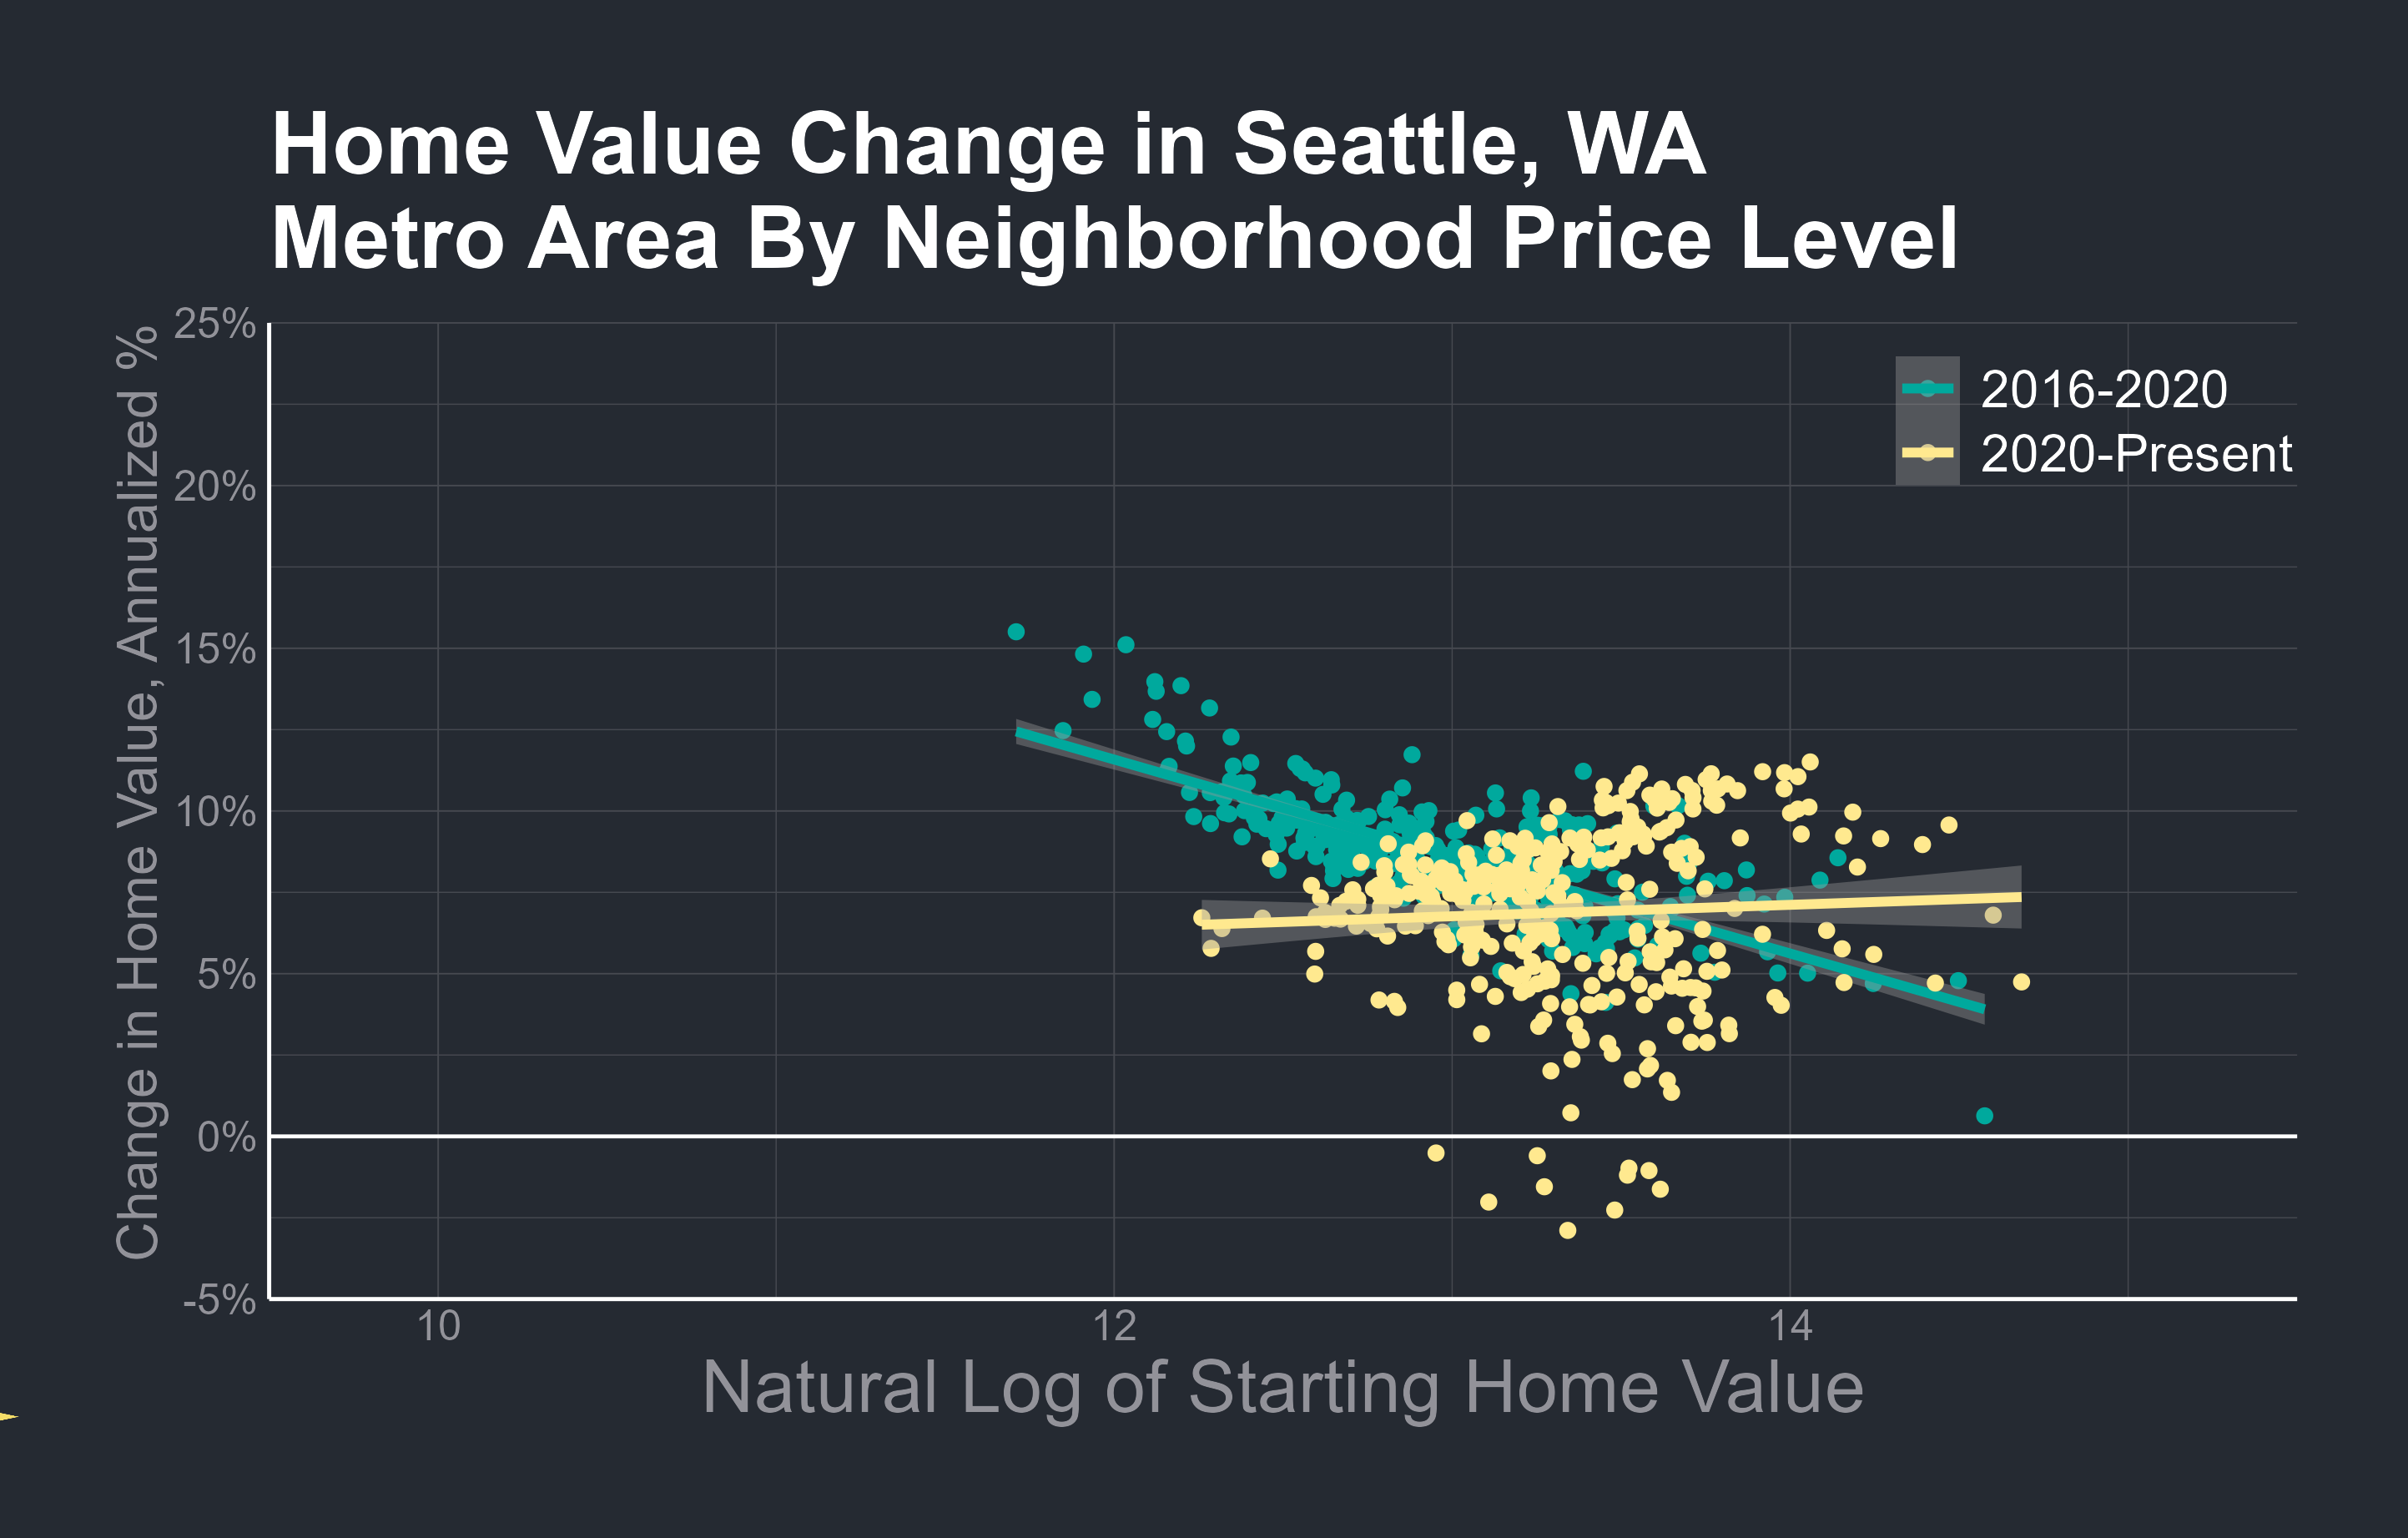 Home Value Change in Seattle, WA
Metro Area By Neighborhood Price Level
Change in Home Value, Annualized %
25%
20%
15%
10%
5%
0%
-5%
2016-2020
2020-Present
10
12
14
Natural Log of Starting Home Value